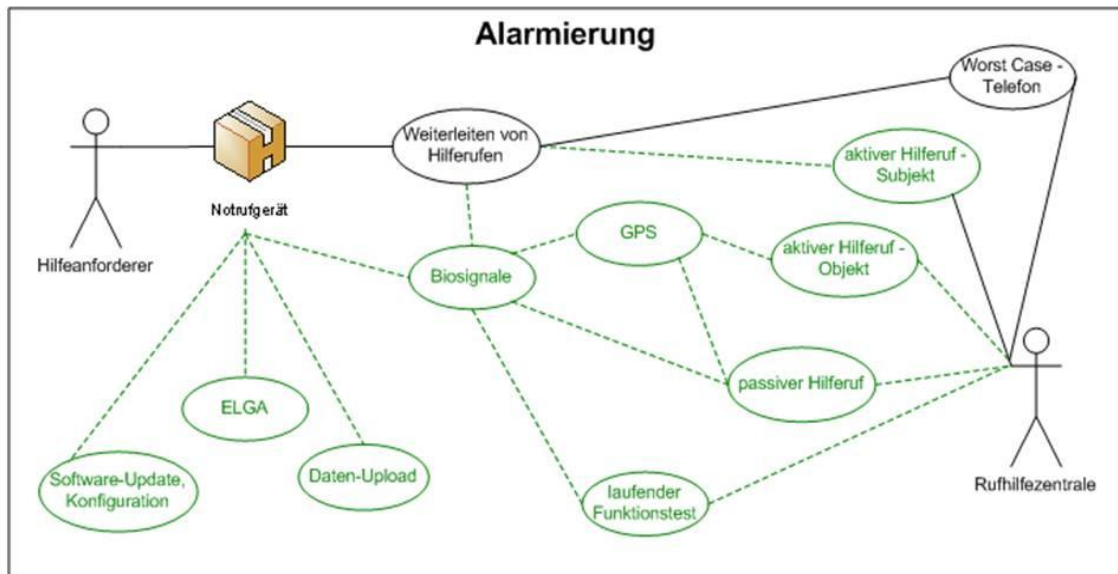 Alarmierung
Worst Case -
Telefon
Weiterleiten von
Hilferufen
aktiver Hilferuf -
Subjekt
Notrufgerät
Hilfeanforderer
GPS
aktiver Hilferuf -
Objekt
Biosignale
passiver Hilferuf
ELGA
Software-Update,
Konfiguration
Daten-Upload
laufender
Funktionstest
Rufhilfezentrale